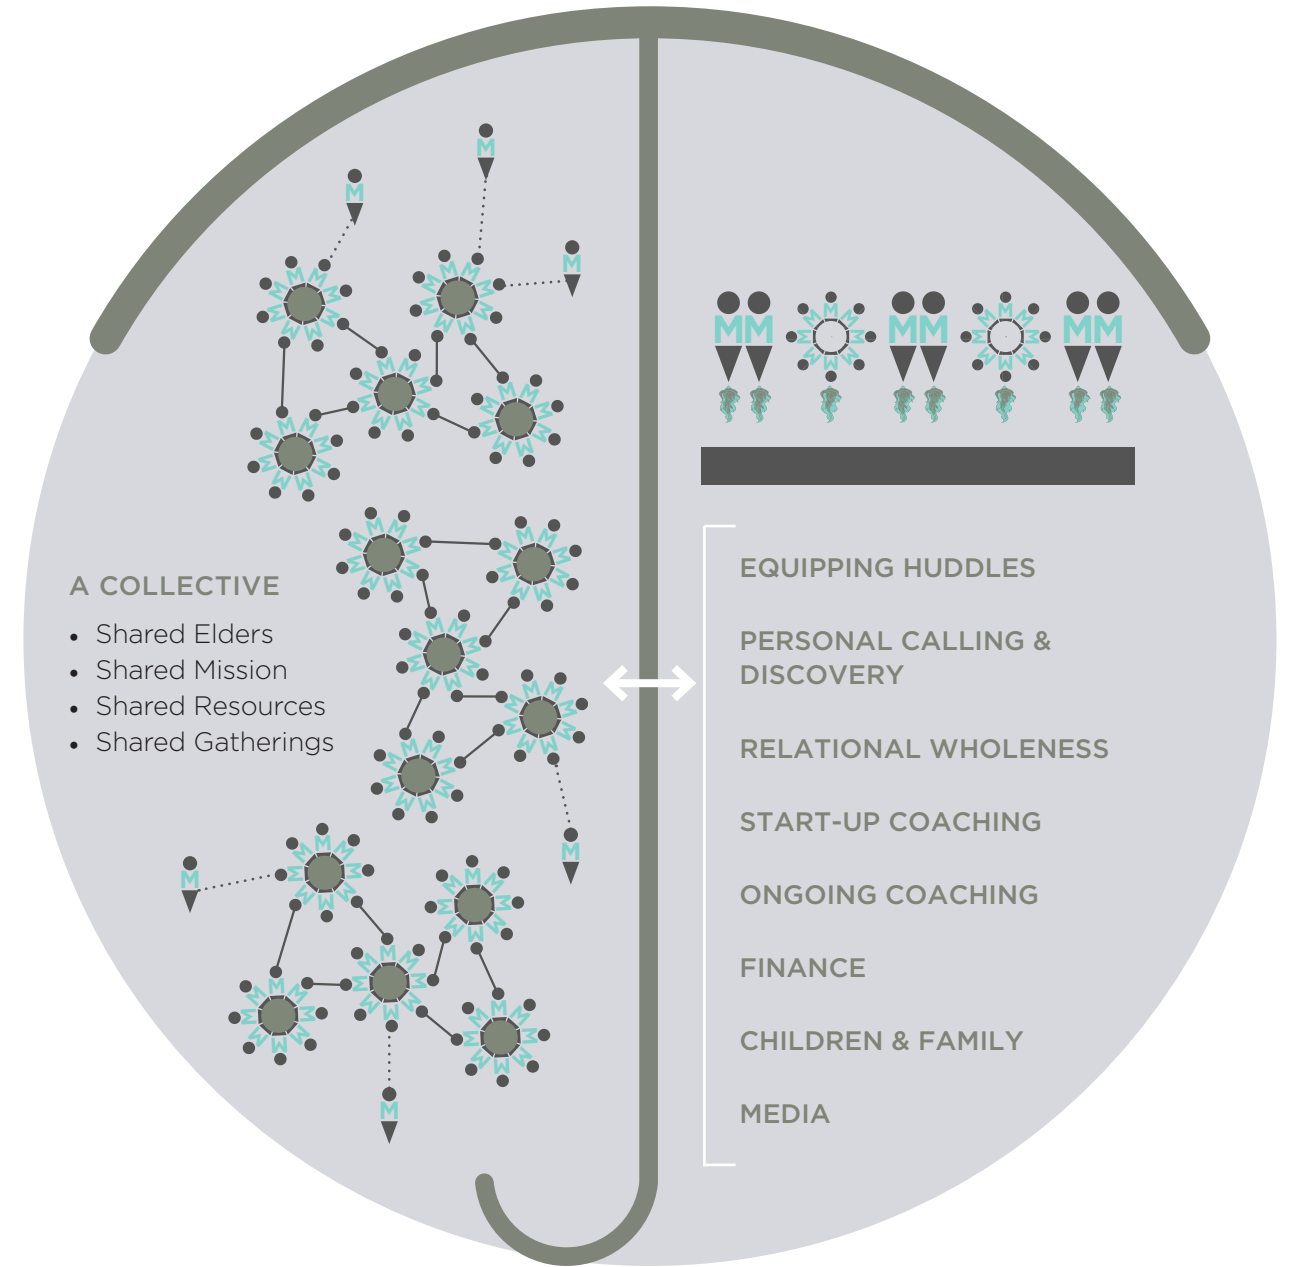 A COLLECTIVE
• Shared Elders
• Shared Mission
• Shared Resources
• Shared Gatherings
EQUIPPING HUDDLES
PERSONAL CALLING &
DISCOVERY
RELATIONAL WHOLENESS
START-UP COACHING
ONGOING COACHING
FINANCE
CHILDREN & FAMILY
MEDIA